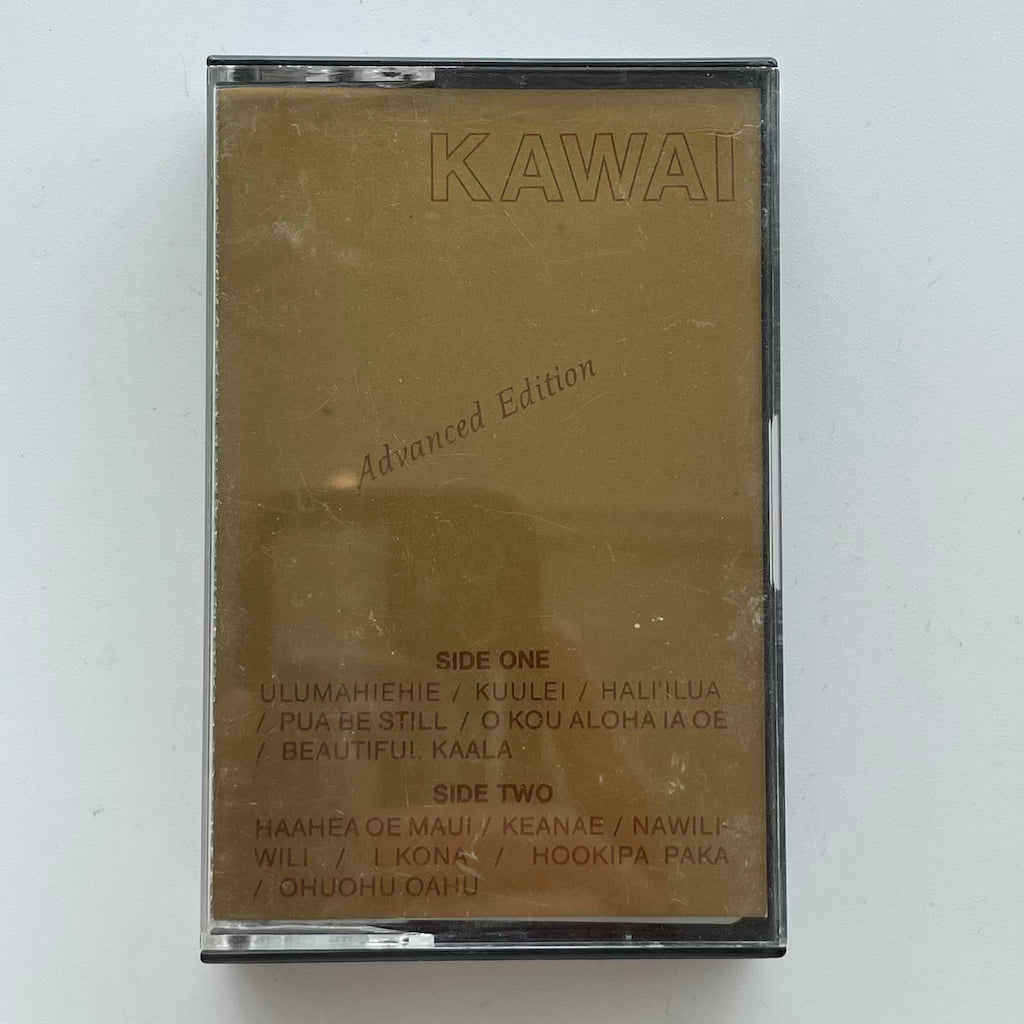 KAWAI
Advanced Edition
SIDE ONE
ULUMAHIEHIE / KUULEI / HALI'ILUA
/ PUA BE STILL / O KOU ALOHA IA OE
/ BEAUTIFUL KAALA
SIDE TWO
HAAHEA OE MAUI / KEANAE / NAWILI-
WILI / I KONA / HOOKIPA PAKA
/ OHUOHU OAHU